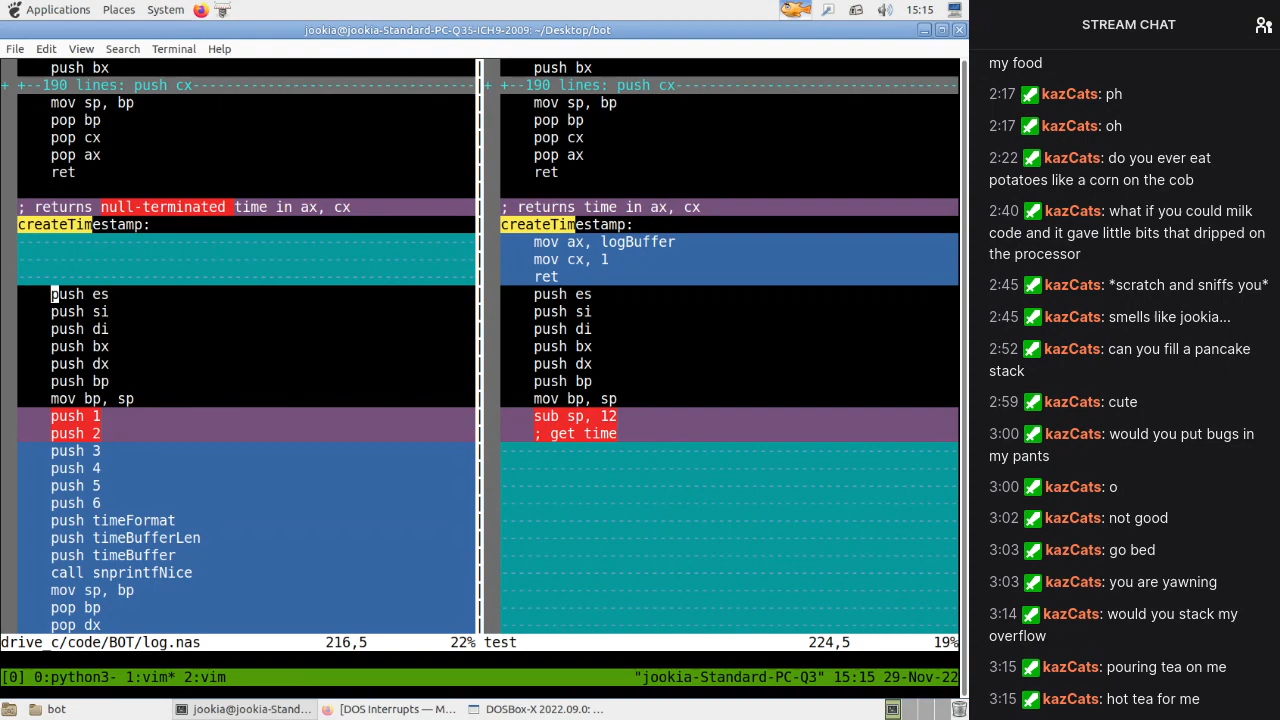 Applications Places System 15:15
jookia@jookia-Standard-PC-Q35-ICH9-2009: ~/Desktop/bot
File Edit View Search Terminal Help
push bx
+ +--190 lines: push cx
mov sp, bp
pop bp
pop cx
pop ax
ret
; returns null-terminated time in ax, cx
createTimestamp:
push es
push si
push di
push bx
push dx
push bp
mov bp, sp
push 1
push 2
push 3
push 4
push 5
push 6
push timeFormat
push timeBufferLen
push timeBuffer
call snprintfNice
mov sp, bp
pop bp
pop dx
drive_c/code/BOT/log.nas 216,5 22%
push bx
+ +--190 lines: push cx
mov sp, bp
pop bp
pop cx
pop ax
ret
; returns time in ax, cx
createTimestamp:
mov ax, logBuffer
mov cx, 1
ret
push es
push si
push di
push bx
push dx
push bp
mov bp, sp
sub sp, 12
; get time
test 224,5 19%
[0] 0:python3- 1:vim* 2:vim "jookia-Standard-PC-Q3" 15:15 29-Nov-22
bot jookia@jookia-Stand... [DOS Interrupts — M... DOSBox-X 2022.09.0: ...
STREAM CHAT
my food
2:17 kazCats: ph
2:17 kazCats: oh
2:22 kazCats: do you ever eat
potatoes like a corn on the cob
2:40 kazCats: what if you could milk
code and it gave little bits that dripped on
the processor
2:45 kazCats: *scratch and sniffs you*
2:45 kazCats: smells like jookia...
2:52 kazCats: can you fill a pancake
stack
2:59 kazCats: cute
3:00 kazCats: would you put bugs in
my pants
3:00 kazCats: o
3:02 kazCats: not good
3:03 kazCats: go bed
3:03 kazCats: you are yawning
3:14 kazCats: would you stack my
overflow
3:15 kazCats: pouring tea on me
3:15 kazCats: hot tea for me